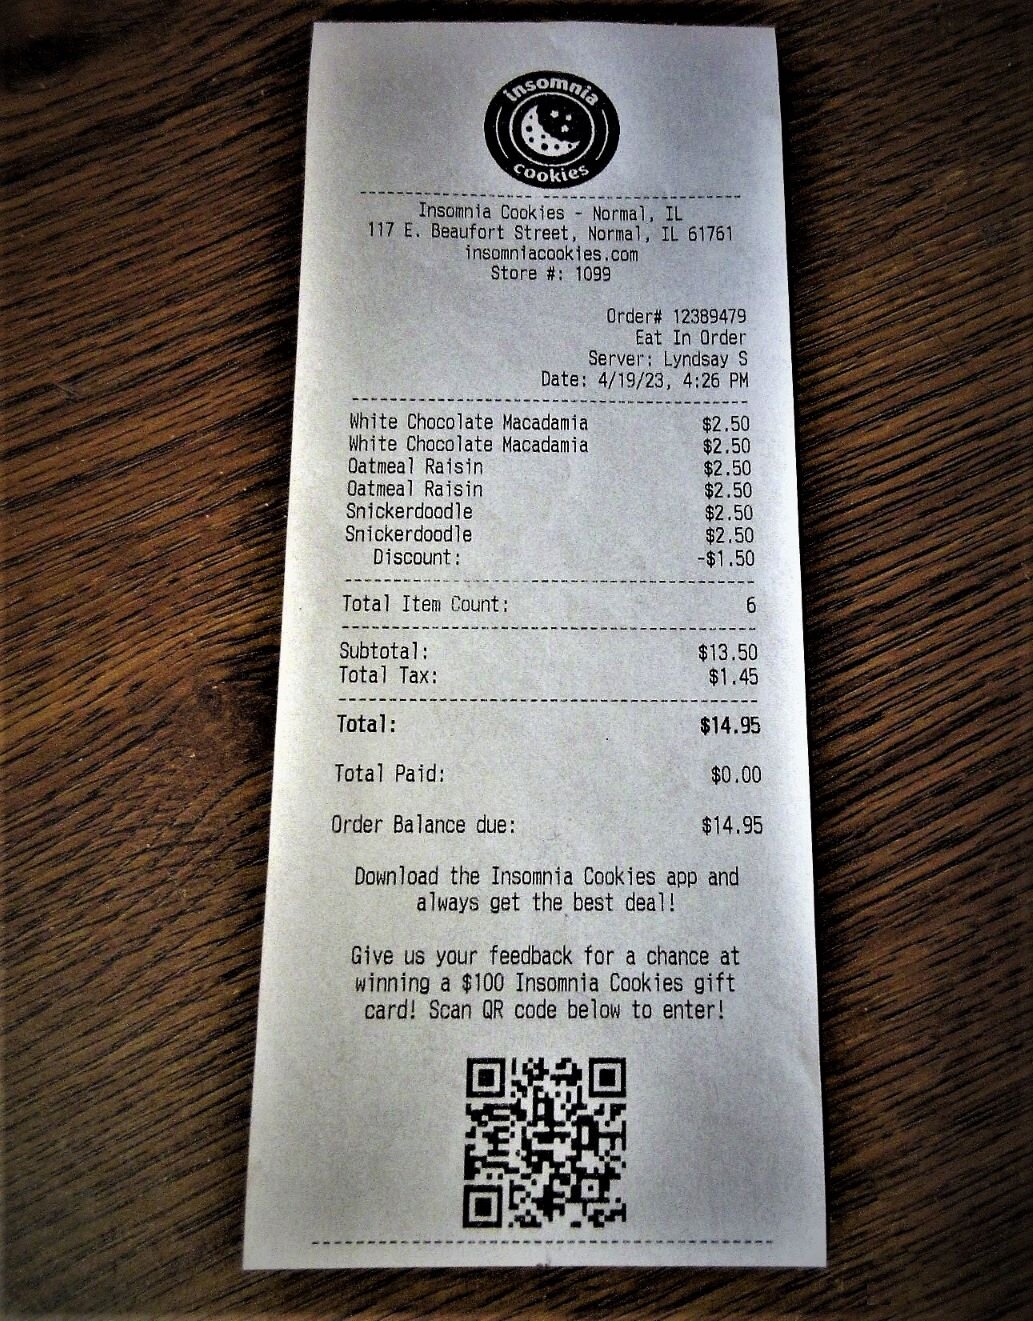 insomnia
cookies
Insomnia Cookies - Normal, IL
117 E. Beaufort Street, Normal, IL 61761
insomniacookies.com
Store #: 1099
Order# 12389479
Eat In Order
Server: Lyndsay S
Date: 4/19/23, 4:26 PM
White Chocolate Macadamia $2.50
White Chocolate Macadamia $2.50
Oatmeal Raisin $2.50
Oatmeal Raisin $2.50
Snickerdoodle $2.50
Snickerdoodle $2.50
Discount: -$1.50
Total Item Count: 6
Subtotal: $13.50
Total Tax: $1.45
Total: $14.95
Total Paid: $0.00
Order Balance due: $14.95
Download the Insomnia Cookies app and
always get the best deal!
Give us your feedback for a chance at
winning a $100 Insomnia Cookies gift
card! Scan QR code below to enter!